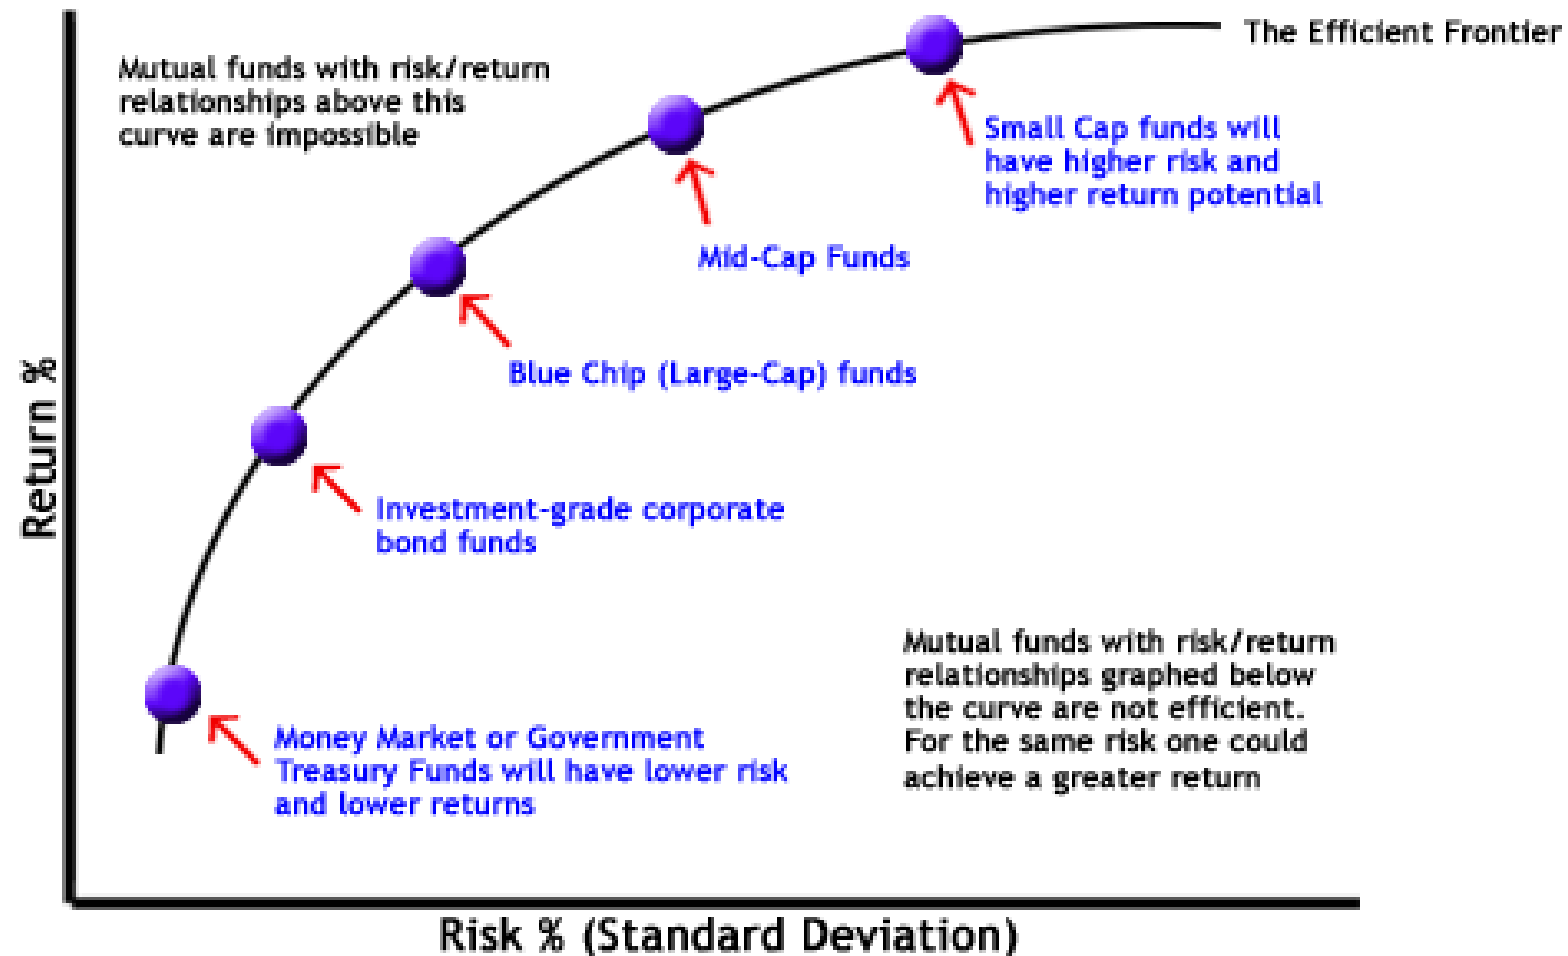 The Efficient Frontier
Mutual funds with risk/return
relationships above this
curve are impossible
Small Cap funds will
have higher risk and
higher return potential
Mid-Cap Funds
Blue Chip (Large-Cap) funds
Return %
Investment-grade corporate
bond funds
Mutual funds with risk/return
relationships graphed below
the curve are not efficient.
For the same risk one could
achieve a greater return
Money Market or Government
Treasury Funds will have lower risk
and lower returns
Risk % (Standard Deviation)